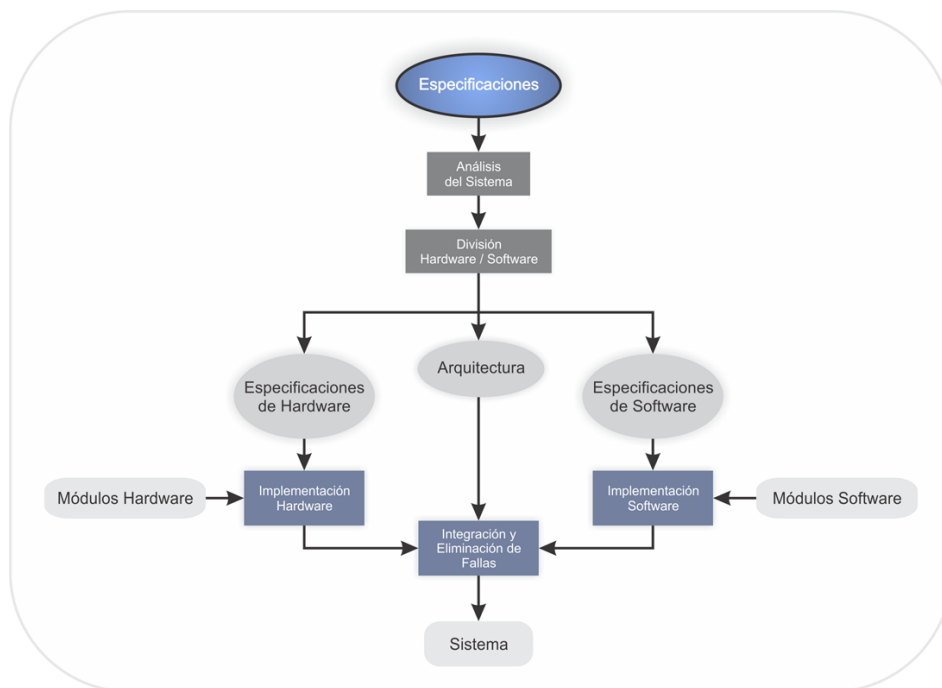 Especificaciones
Análisis
del Sistema
División
Hardware / Software
Especificaciones
de Hardware
Arquitectura
Especificaciones
de Software
Módulos Hardware
Implementación
Hardware
Implementación
Software
Módulos Software
Integración y
Eliminación de
Fallas
Sistema